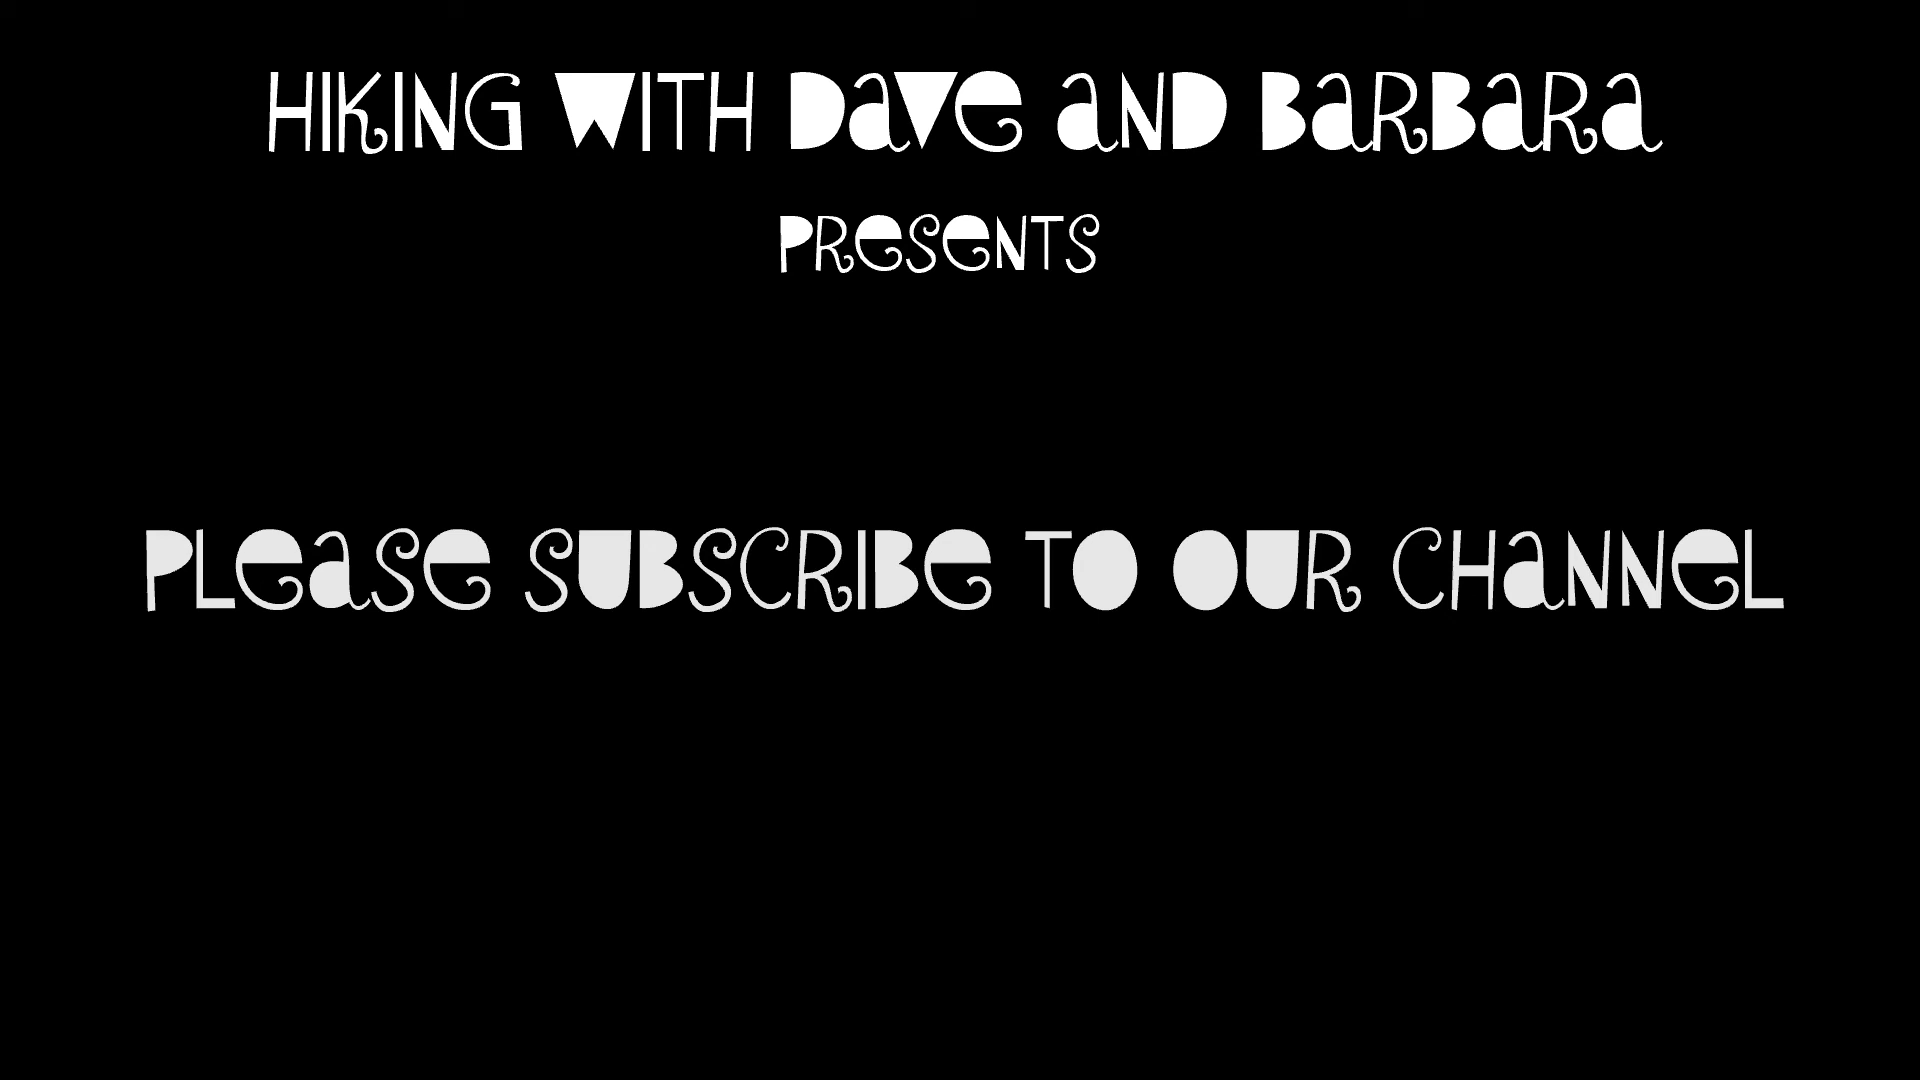 HIKING WITH DaVe aND BaRBaRa
PReSeNTS
PLeaSe SUBSCRIBe TO OUR CHaNNeL